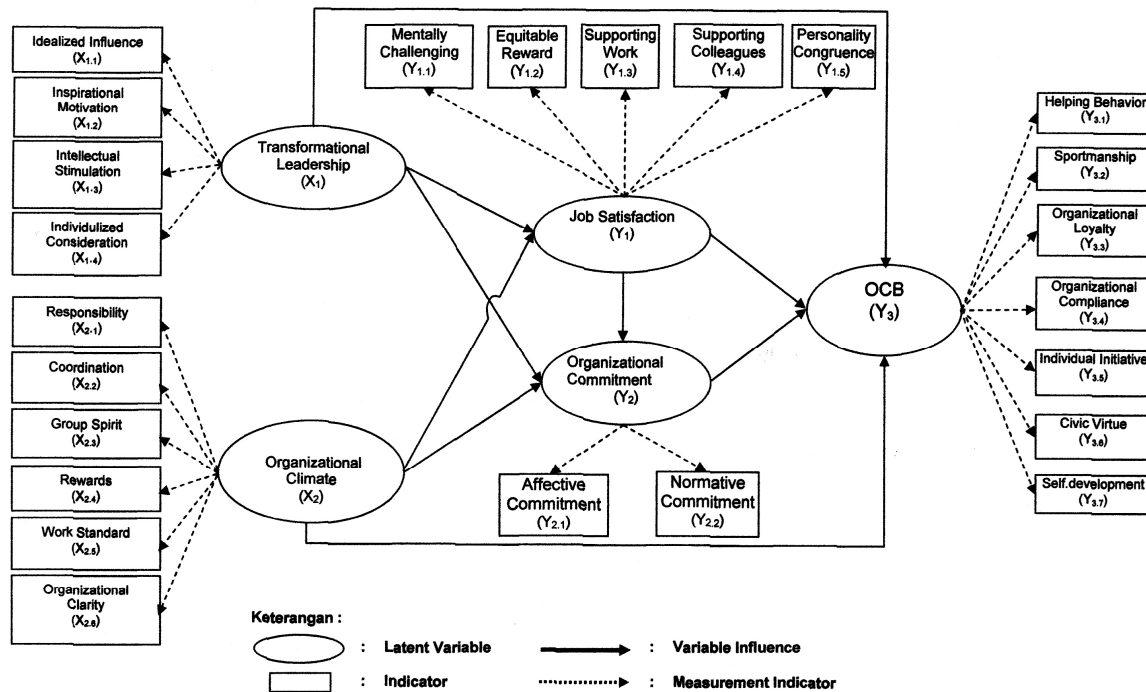 Idealized Influence
(X1.1)
Inspirational
Motivation
(X1.2)
Intellectual
Stimulation
(X1-3)
Individulized
Consideration
(X1-4)
Responsibility
(X2-1)
Coordination
(X2.2)
Group Spirit
(X2.3)
Rewards
(X2.4)
Work Standard
(X2.5)
Organizational
Clarity
(X2.6)
Transformational
Leadership
(X1)
Organizational
Climate
(X2)
Mentally
Challenging
(Y1.1)
Equitable
Reward
(Y1.2)
Supporting
Work
(Y1.3)
Supporting
Colleagues
(Y1.4)
Personality
Congruence
(Y1.5)
Job Satisfaction
(Y1)
Organizational
Commitment
(Y2)
Affective
Commitment
(Y2.1)
Normative
Commitment
(Y2.2)
OCB
(Y3)
Helping Behavior
(Y3.1)
Sportmanship
(Y3.2)
Organizational
Loyalty
(Y3.3)
Organizational
Compliance
(Y3.4)
Individual Initiative
(Y3.5)
Civic Virtue
(Y3.6)
Self.development
(Y3.7)
Keterangan :
: Latent Variable
: Variable Influence
: Indicator
: Measurement Indicator